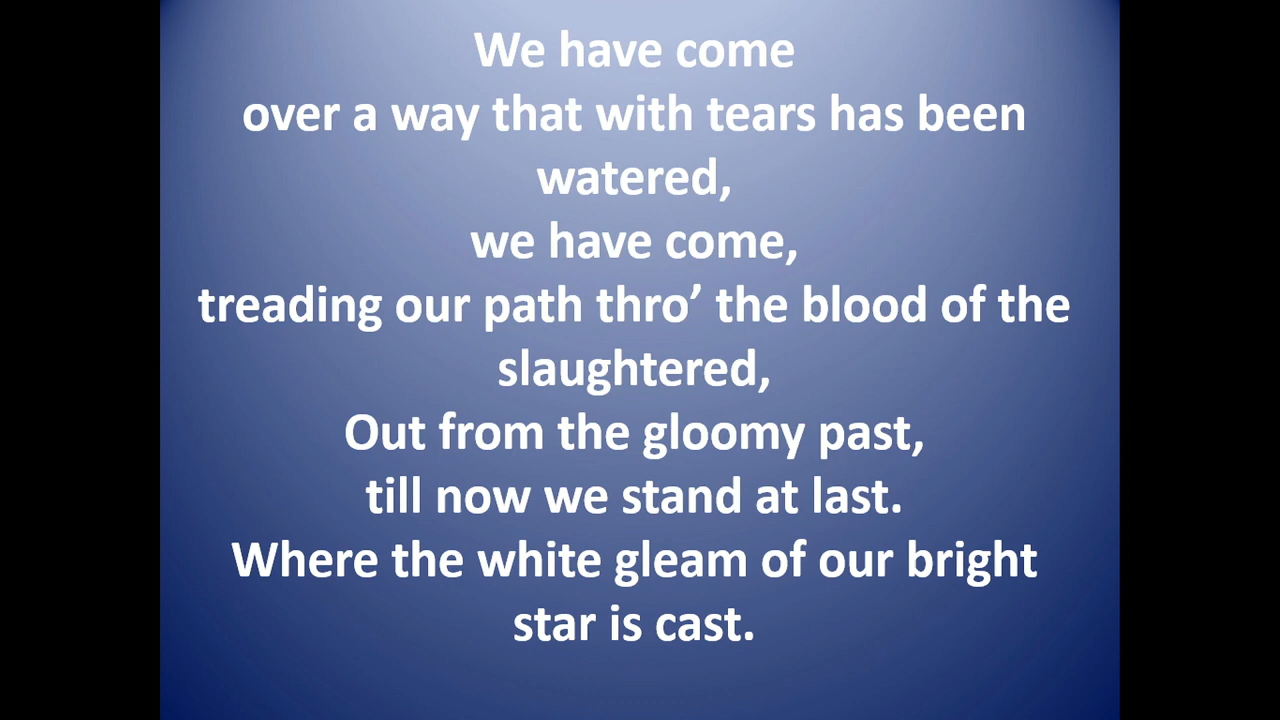 We have come
over a way that with tears has been
watered,
we have come,
treading our path thro’ the blood of the
slaughtered,
Out from the gloomy past,
till now we stand at last.
Where the white gleam of our bright
star is cast.